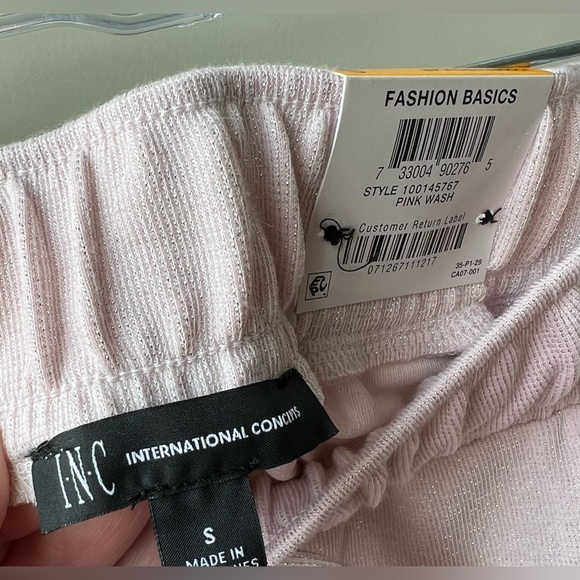 FASHION BASICS
7 33004 90276 5
STYLE 100145767
PINK WASH
Customer Return Label
071267111217
35-P1-29
CA07-001
I·N·C INTERNATIONAL CONCEPTS
S
MADE IN